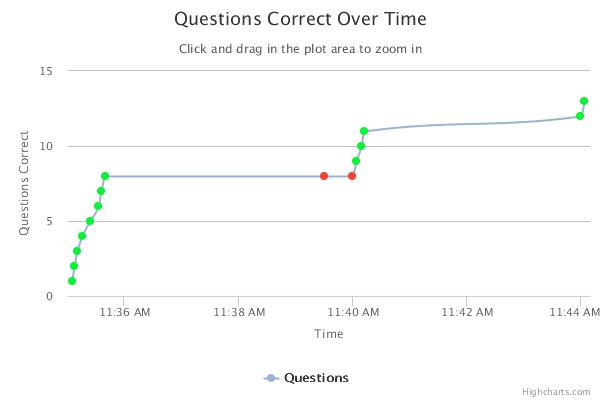 Questions Correct Over Time
Click and drag in the plot area to zoom in
Questions Correct
15
10
5
0
11:36 AM 11:38 AM 11:40 AM 11:42 AM 11:44 AM
Time
Questions
Highcharts.com